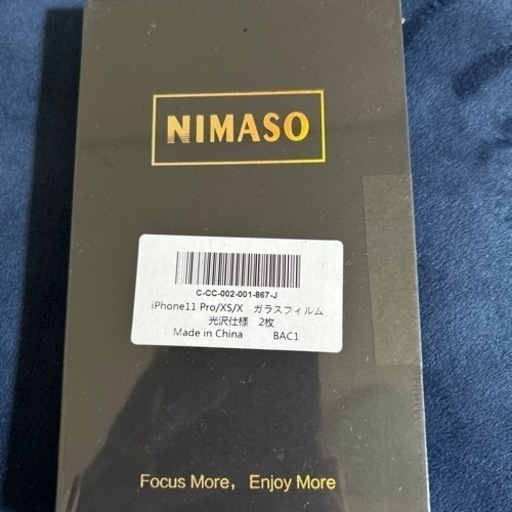 NIMASO
C-CC-002-001-867-J
iPhone11 Pro/XS/X ガラスフィルム
光沢仕様 2枚
Made in China BAC1
Focus More, Enjoy More